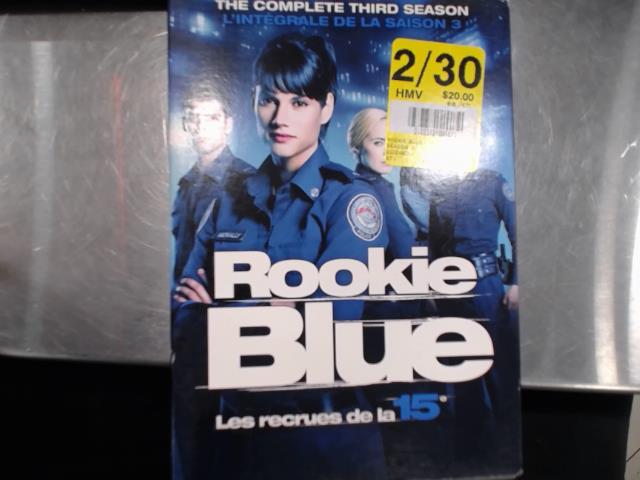 THE COMPLETE THIRD SEASON
L'INTÉGRALE DE LA SAISON 3
2/30
HMV $20.00
Rookie
Blue
Les recrues de la 15e